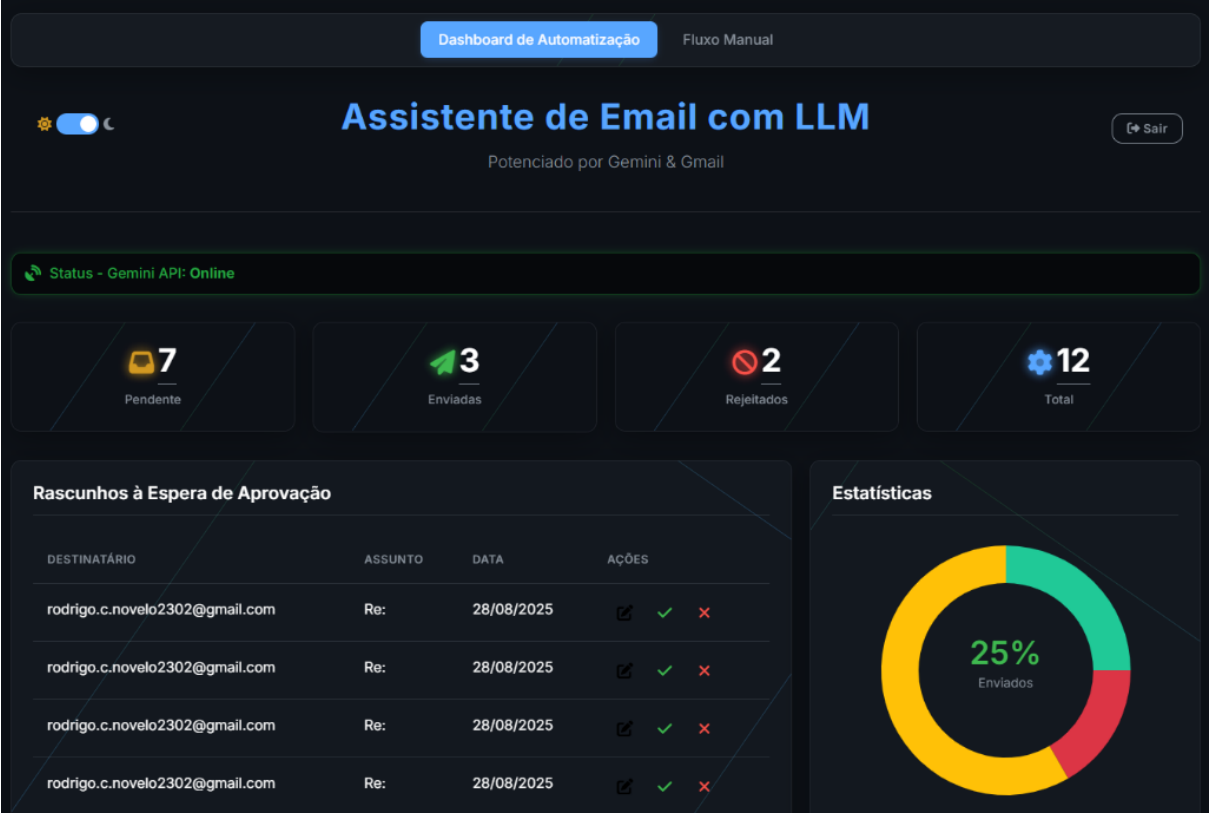 Dashboard de Automatização Fluxo Manual
Assistente de Email com LLM
Sair
Potenciado por Gemini & Gmail
Status - Gemini API: Online
7
Pendente
3
Enviadas
2
Rejeitados
12
Total
Rascunhos à Espera de Aprovação
DESTINATÁRIO ASSUNTO DATA AÇÕES
rodrigo.c.novelo2302@gmail.com Re: 28/08/2025
rodrigo.c.novelo2302@gmail.com Re: 28/08/2025
rodrigo.c.novelo2302@gmail.com Re: 28/08/2025
rodrigo.c.novelo2302@gmail.com Re: 28/08/2025
Estatísticas
25%
Enviados